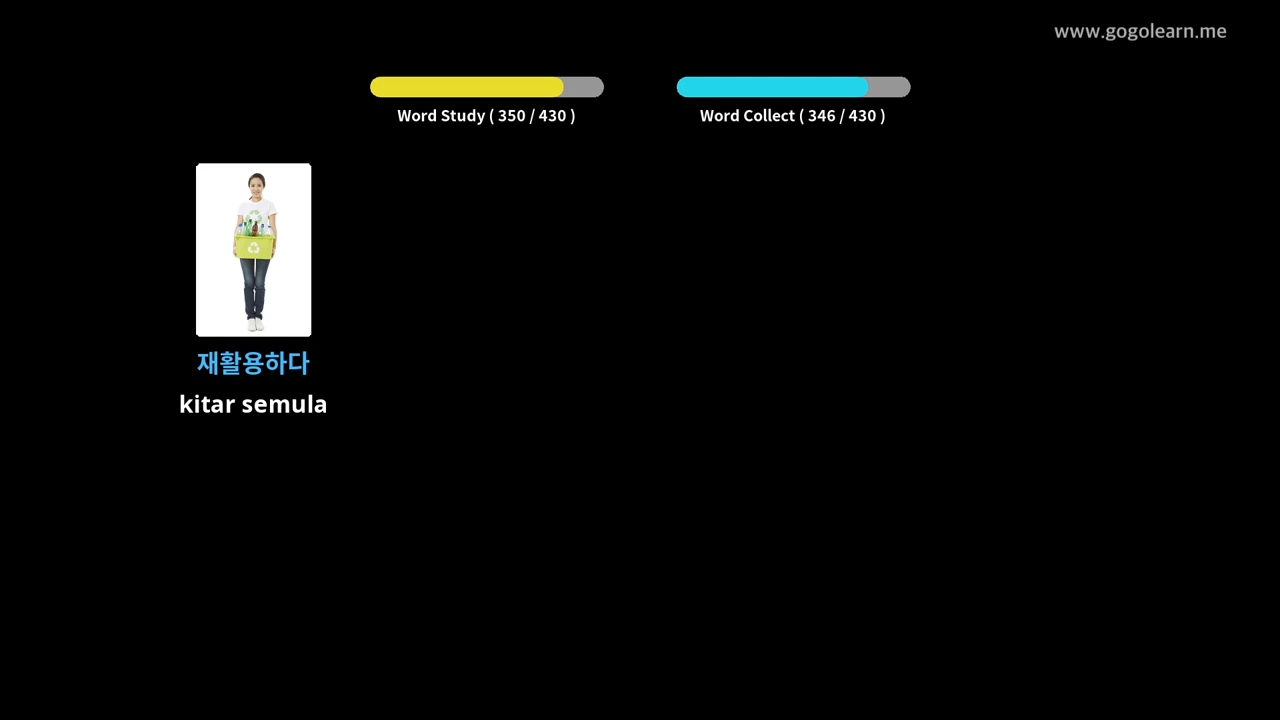 www.gogolearn.me
Word Study ( 350 / 430 )
Word Collect ( 346 / 430 )
재활용하다
kitar semula